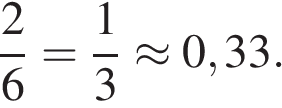 2/6 = 1/3 ≈ 0,33.